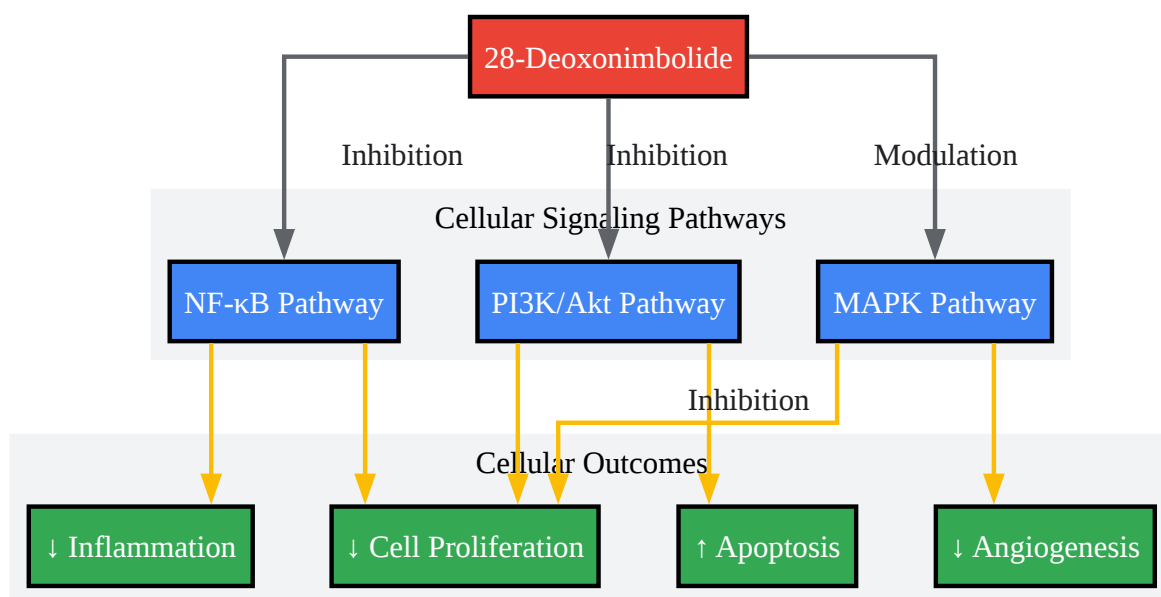 28-Deoxonimbolide
Inhibition
Inhibition
Modulation
Cellular Signaling Pathways
NF-κB Pathway
PI3K/Akt Pathway
MAPK Pathway
Inhibition
Cellular Outcomes
↓ Inflammation
↓ Cell Proliferation
↑ Apoptosis
↓ Angiogenesis